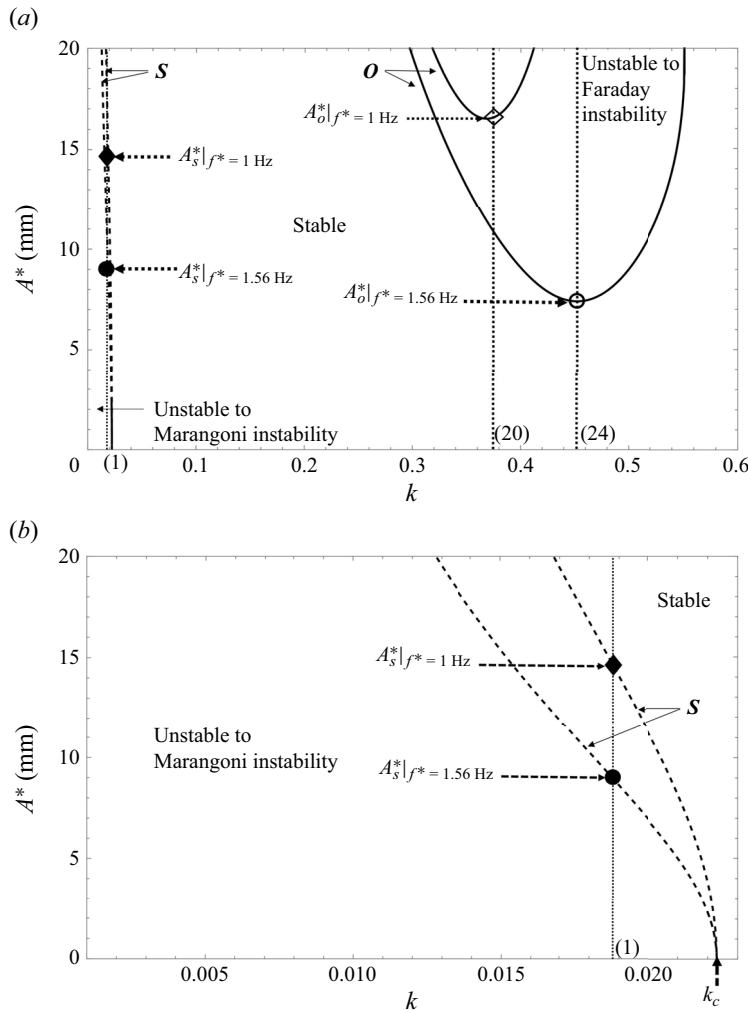 (a)
20
S
O
Unstable to
Faraday
instability
A*o|f* = 1 Hz
15
A*s|f* = 1 Hz
Stable
A* (mm)
10
A*s|f* = 1.56 Hz
A*o|f* = 1.56 Hz
5
Unstable to
Marangoni instability
(20)
(24)
0
(1)
0.1
0.2
0.3
0.4
0.5
0.6
k
(b)
20
Stable
15
A*s|f* = 1 Hz
S
Unstable to
Marangoni instability
A* (mm)
10
A*s|f* = 1.56 Hz
5
(1)
0
0.005
0.010
0.015
0.020
kc
k